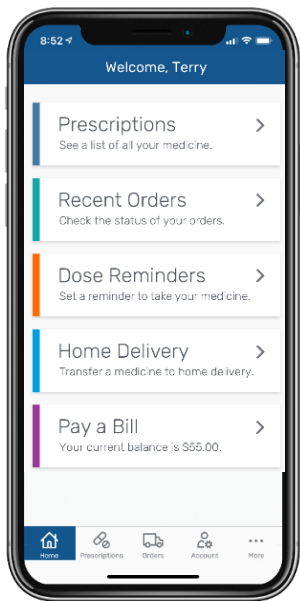 8:52
Welcome, Terry
Prescriptions
See a list of all your medicine.
Recent Orders
Check the status of your orders.
Dose Reminders
Set a reminder to take your medicine.
Home Delivery
Transfer a medicine to home delivery.
Pay a Bill
Your current balance is $55.00.
Home Prescriptions Orders Account More